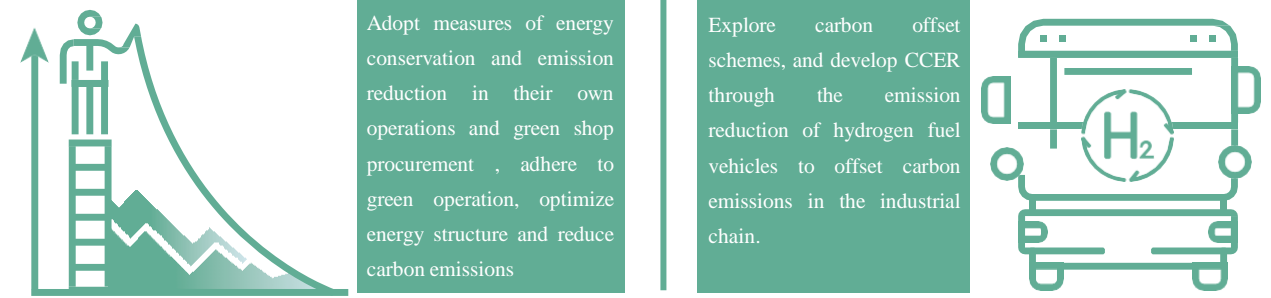 Adopt measures of energy
conservation and emission
reduction in their own
operations and green shop
procurement , adhere to
green operation, optimize
energy structure and reduce
carbon emissions
Explore carbon offset
schemes, and develop CCER
through the emission
reduction of hydrogen fuel
vehicles to offset carbon
emissions in the industrial
chain.
H2